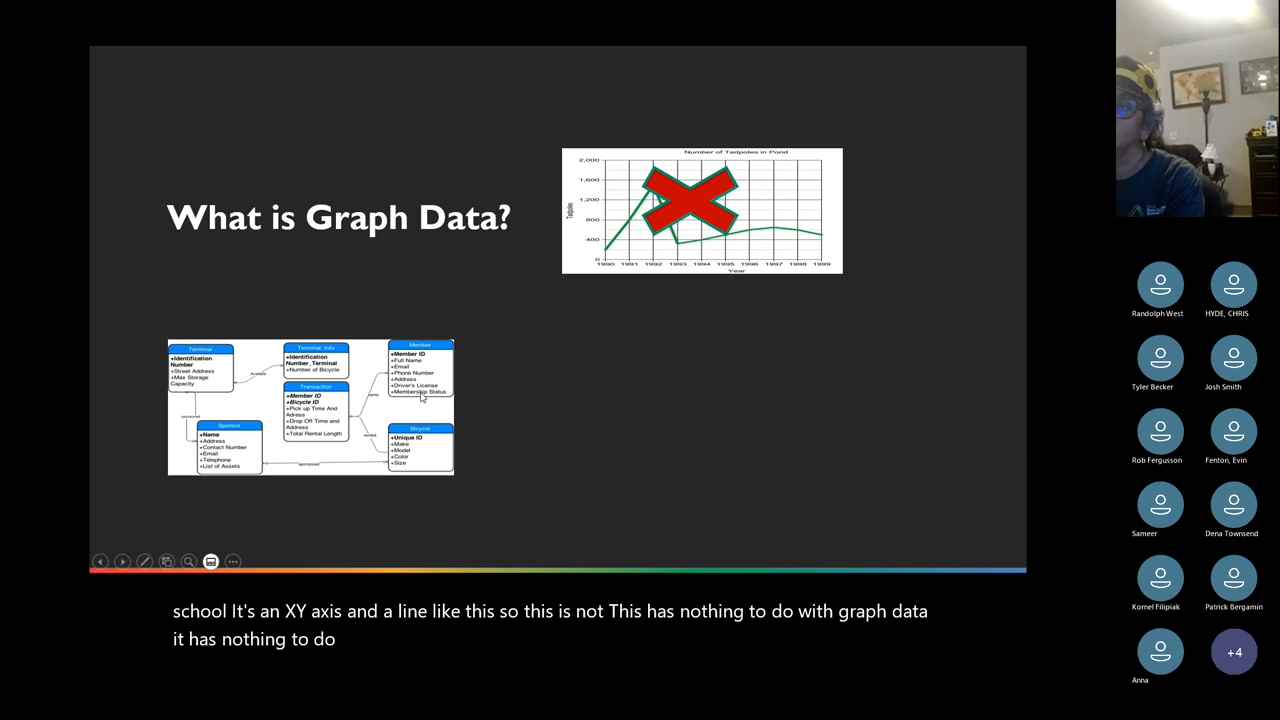 What is Graph Data?
Number of Tadpoles in Pond
2,000
1,600
1,200
800
400
0
Tadpoles
1990 1991 1992 1993 1994 1995 1996 1997 1998 1999
Year
Terminal
+Identification
Number
+Street Address
+Max Storage
Capacity
Available
Terminal_Info
+Identification
Number_Terminal
+Number of Bicycle
Transaction
+Member ID
+Bicycle ID
+Pick up Time And
Adress
+Drop Off Time and
Address
+Total Rental Length
Member
+Member ID
+Full Name
+Email
+Phone Number
+Address
+Driver's License
+Membership Status
rents
rented
sponsored
Sponsor
+Name
+Address
+Contact Number
+Email
+Telephone
+List of Assets
sponsored
Bicycle
+Unique ID
+Make
+Model
+Color
+Size
school It's an XY axis and a line like this so this is not This has nothing to do with graph data
it has nothing to do
Randolph West
HYDE, CHRIS
Tyler Becker
Josh Smith
Rob Fergusson
Fenton, Evin
Sameer
Dena Townsend
Kornel Filipiak
Patrick Bergamin
Anna
+4